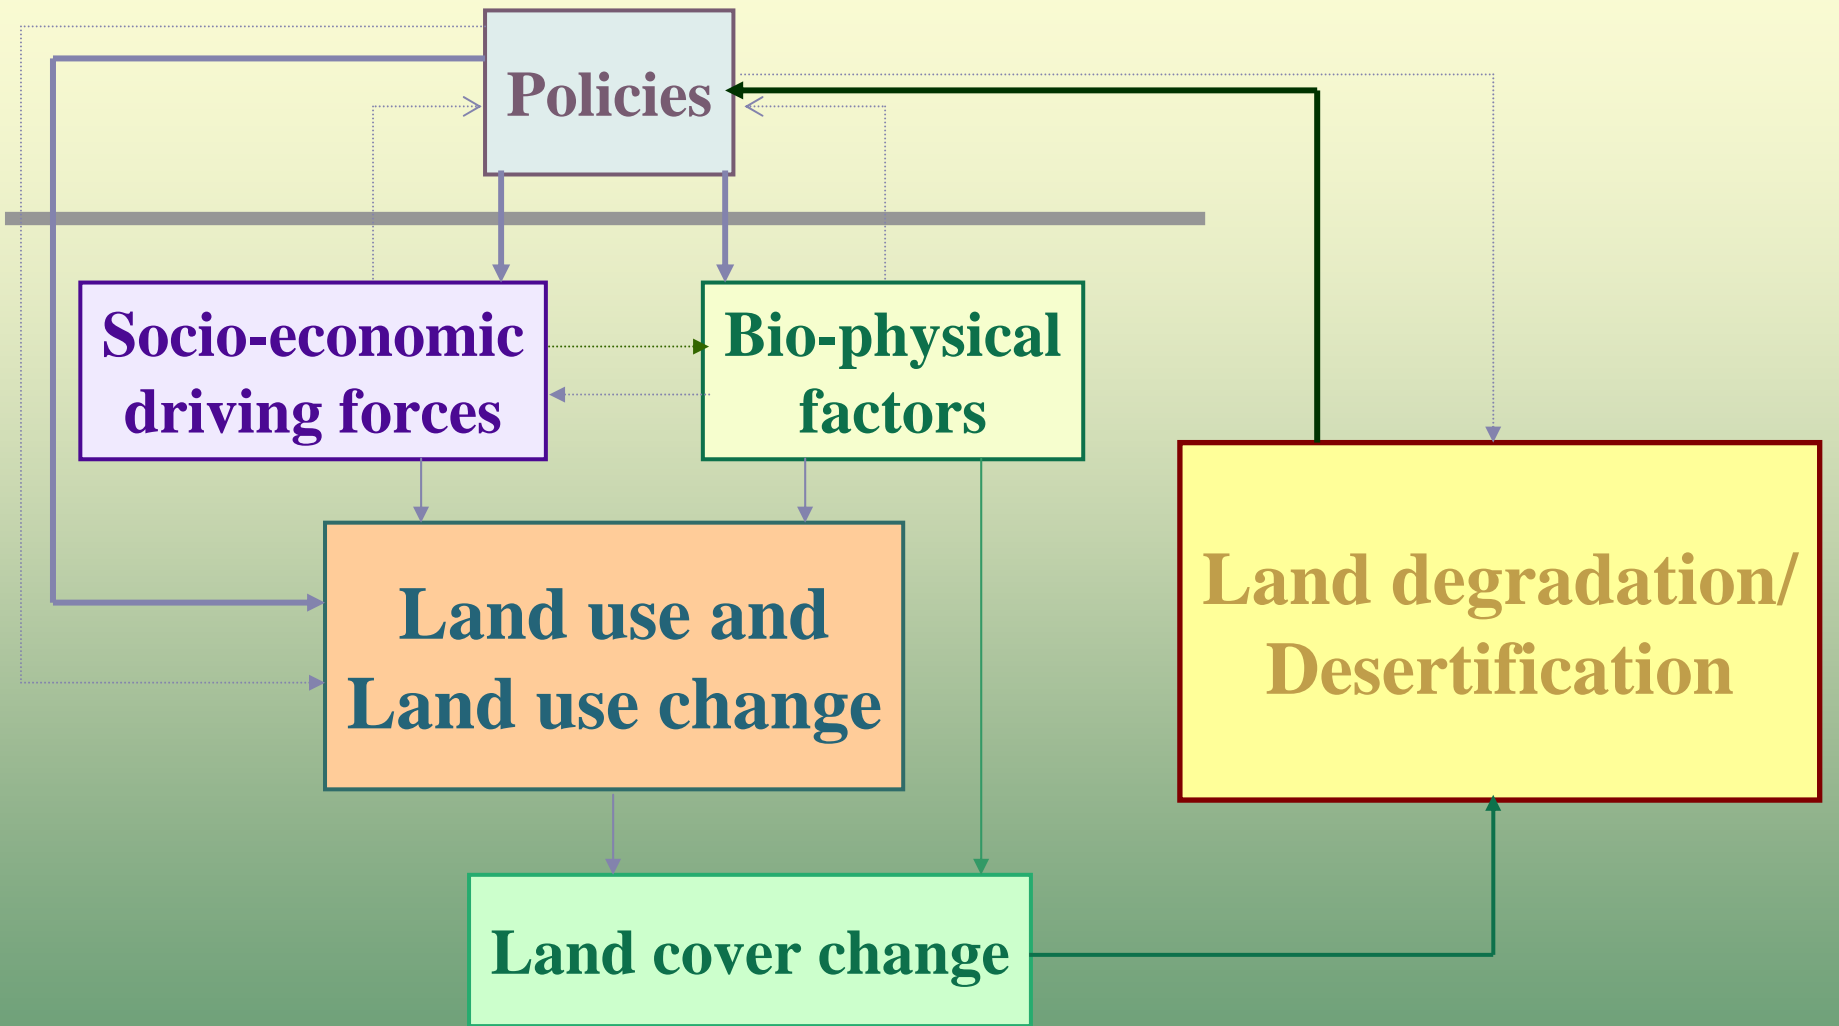 Policies
Socio-economic
driving forces
Bio-physical
factors
Land use and
Land use change
Land degradation/
Desertification
Land cover change